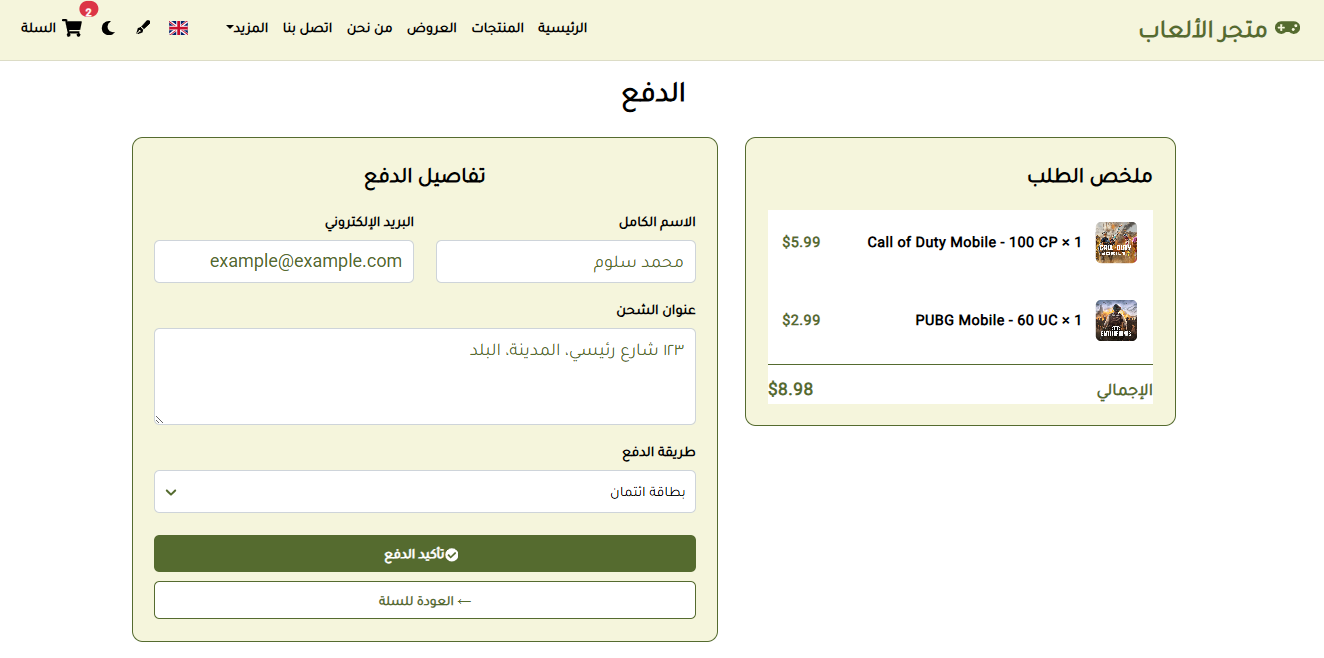 متجر الألعاب
الرئيسية المنتجات العروض من نحن اتصل بنا المزيد
2
السلة
الدفع
ملخص الطلب
Call of Duty Mobile - 100 CP × 1
$5.99
PUBG Mobile - 60 UC × 1
$2.99
الإجمالي
$8.98
تفاصيل الدفع
الاسم الكامل
محمد سلوم
البريد الإلكتروني
example@example.com
عنوان الشحن
١٢٣ شارع رئيسي، المدينة، البلد
طريقة الدفع
بطاقة ائتمان
تأكيد الدفع
← العودة للسلة